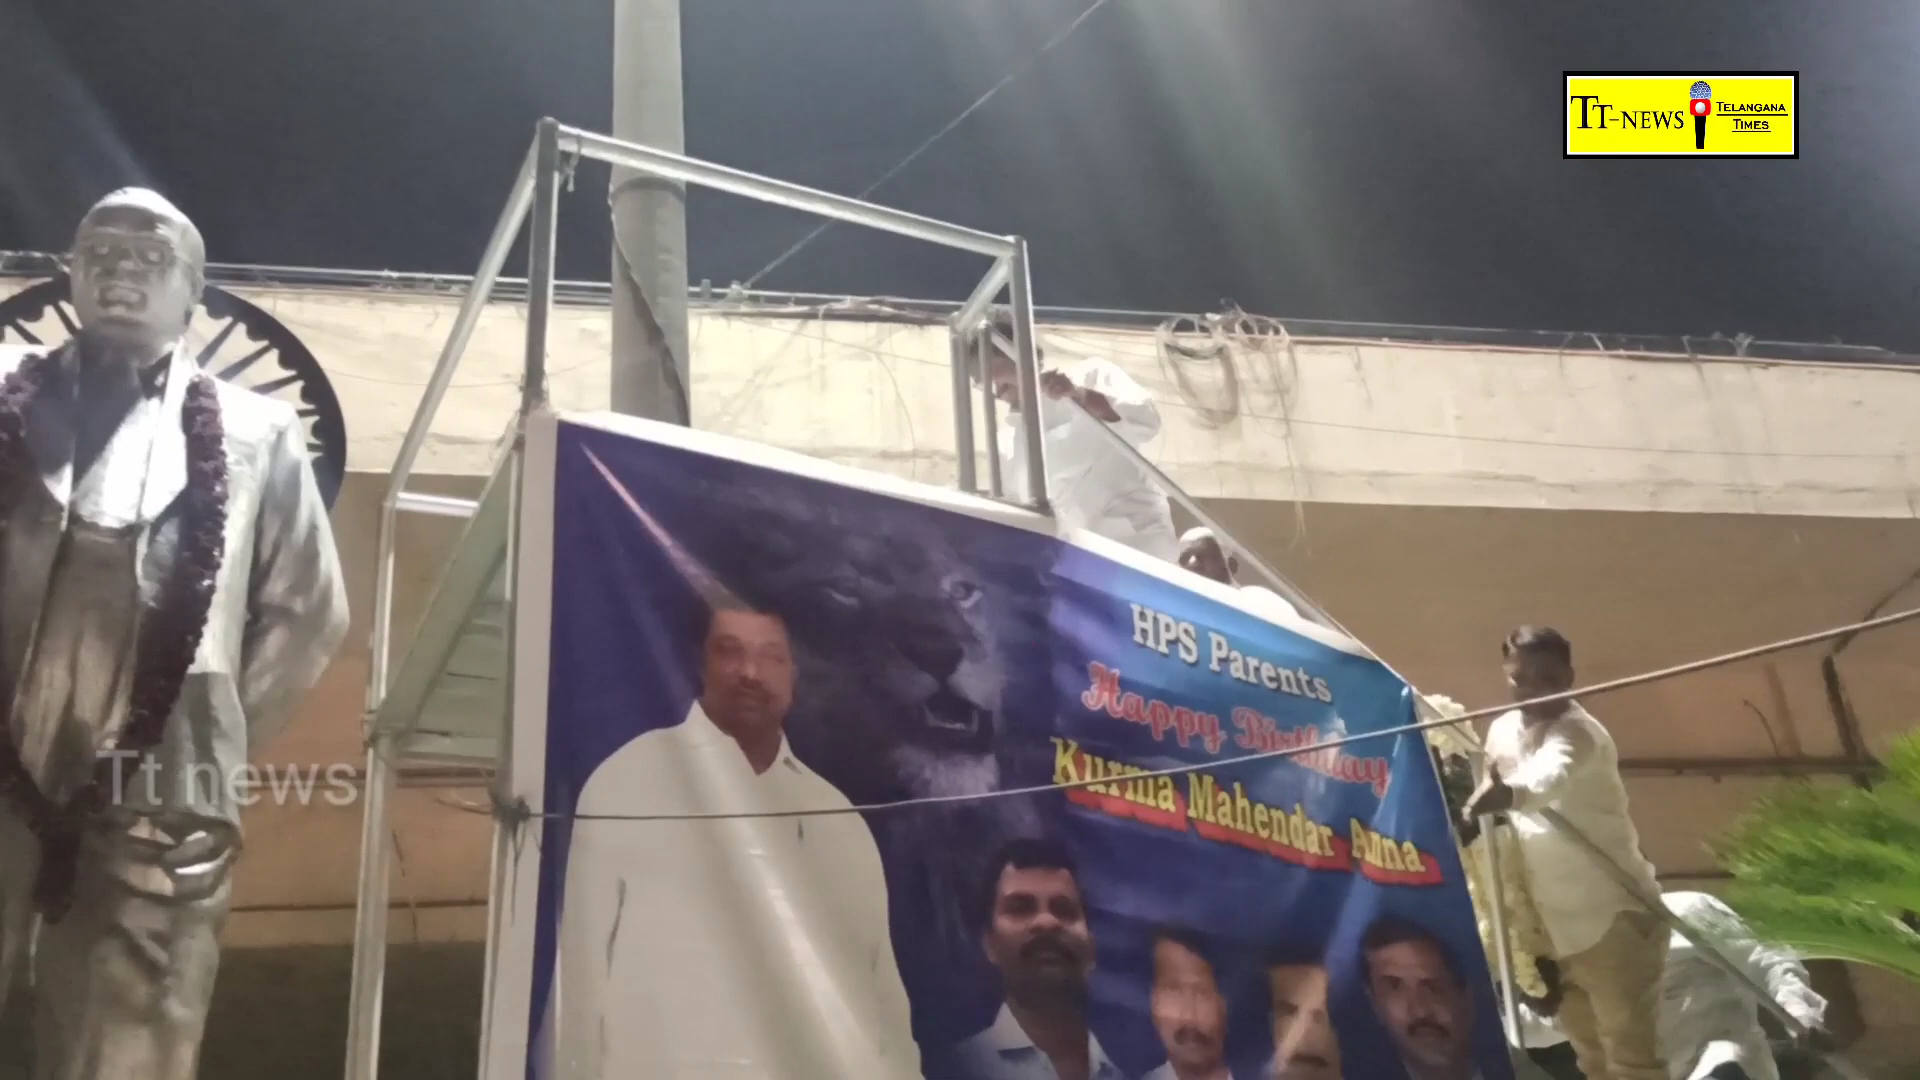 TT-NEWS
TELANGANA
TIMES
HPS Parents
Happy Birthday
Kurma Mahendar Anna
Tt news